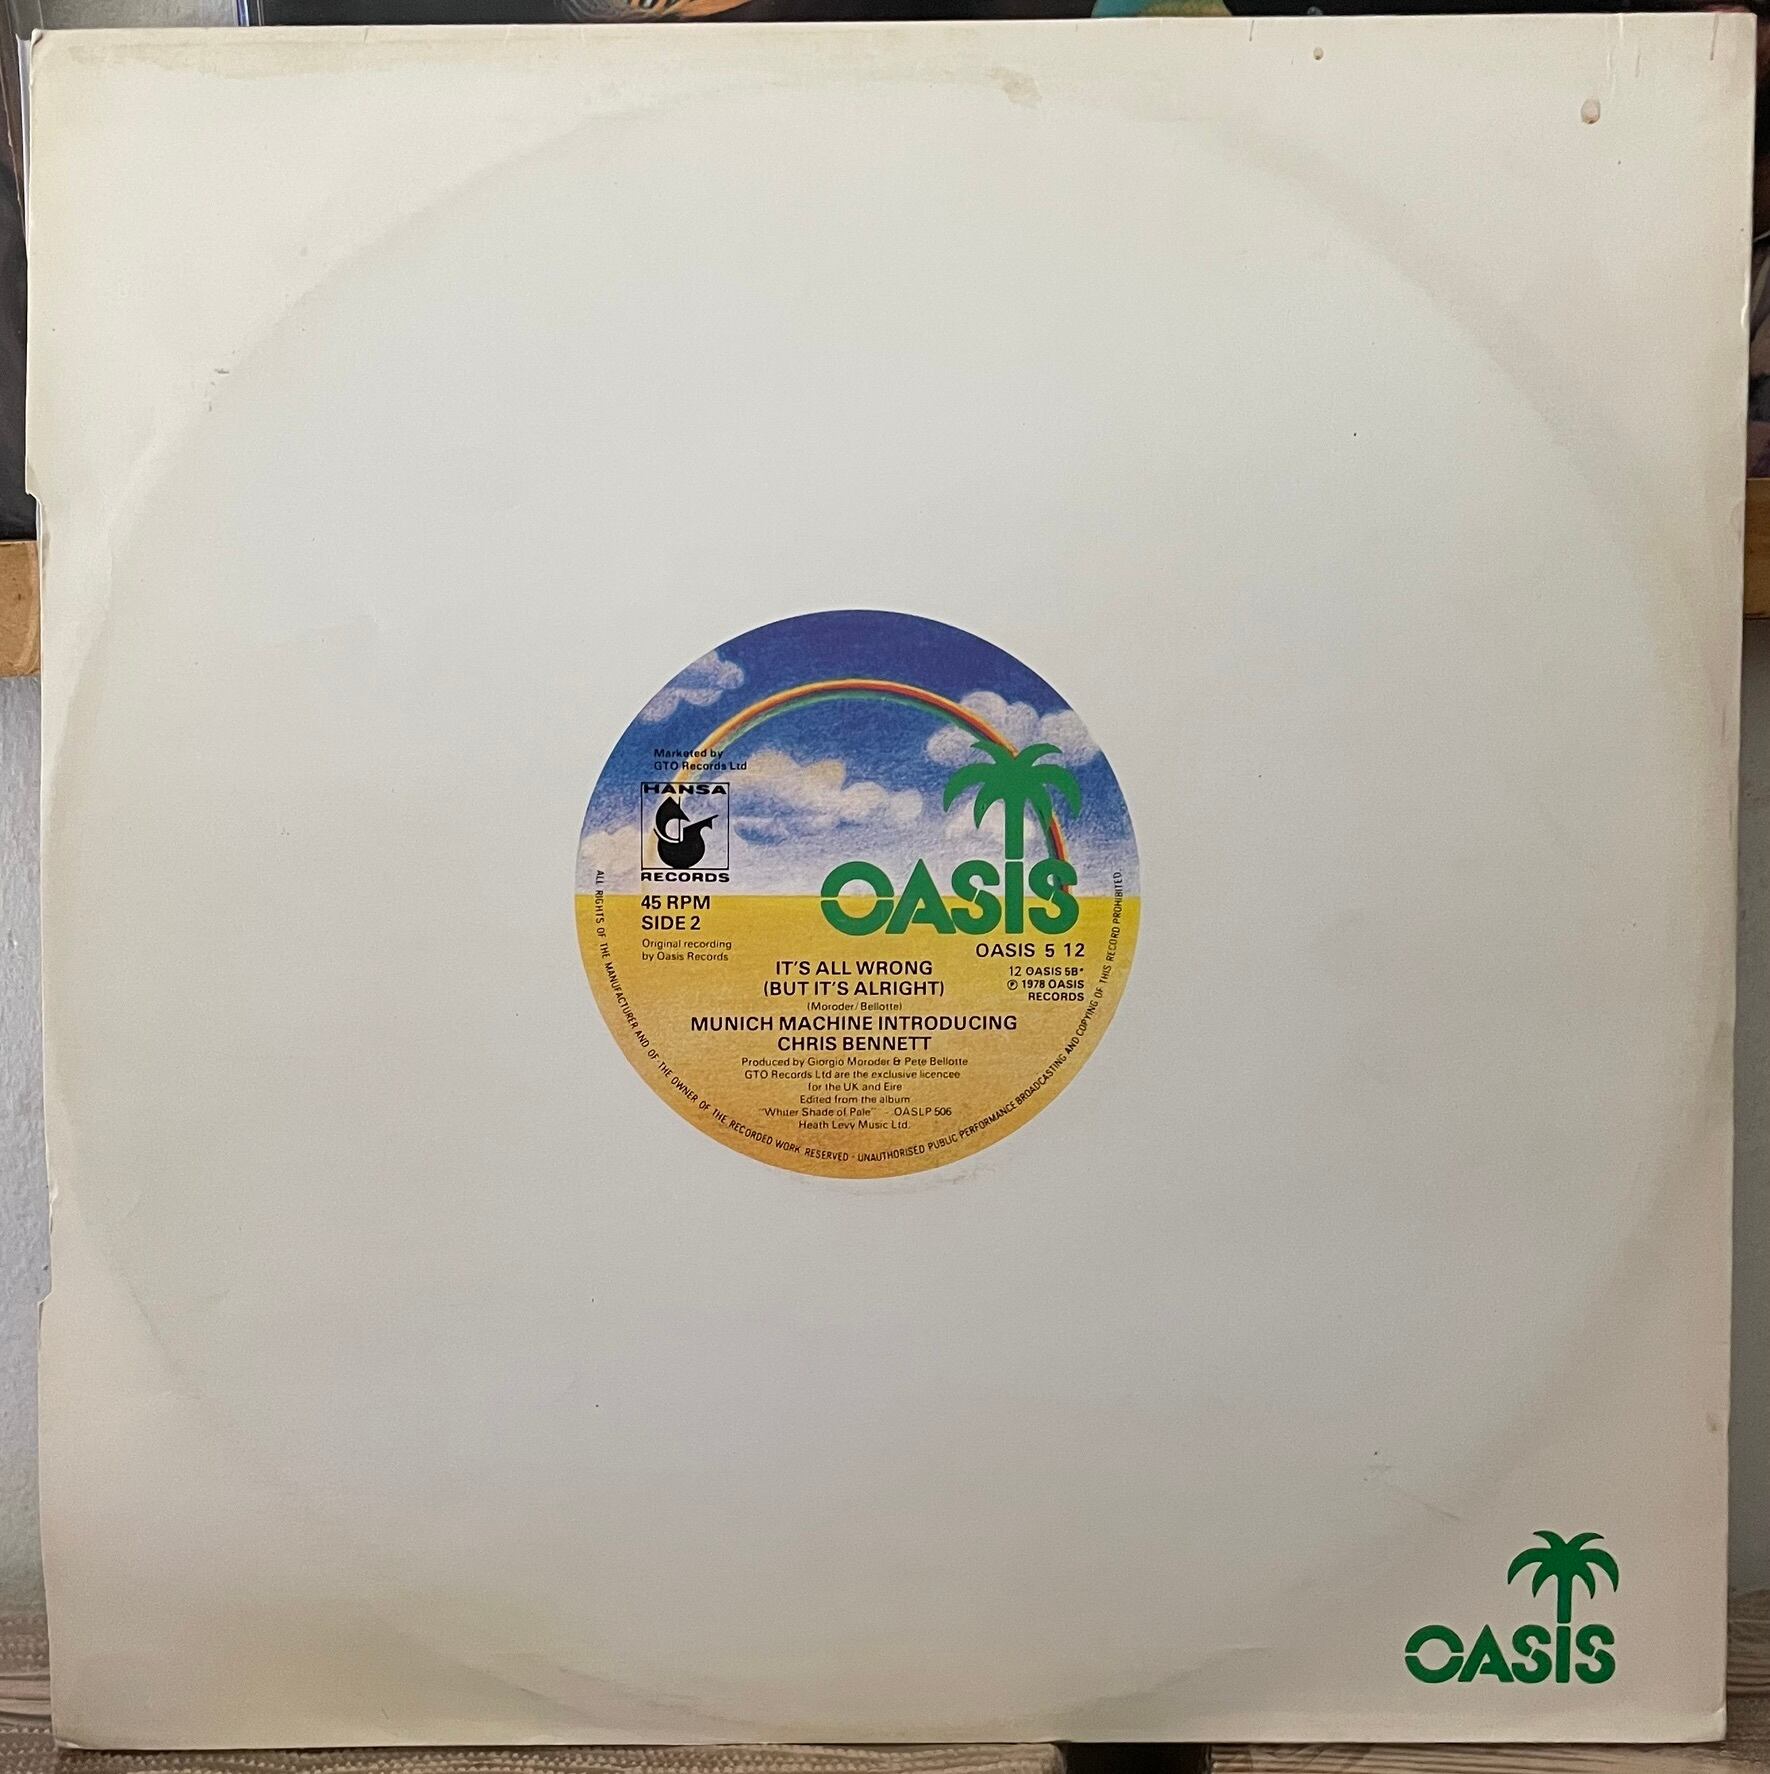 Marketed by
GTO Records Ltd
HANSA
RECORDS
45 RPM
SIDE 2
Original recording
by Oasis Records
OASIS
OASIS 5 12
12 OASIS 5B*
℗ 1978 OASIS
RECORDS
IT'S ALL WRONG
(BUT IT'S ALRIGHT)
(Moroder/Bellotte)
MUNICH MACHINE INTRODUCING
CHRIS BENNETT
Produced by Giorgio Moroder & Pete Bellotte
GTO Records Ltd are the exclusive licencee
for the UK and Eire
Edited from the album
"Whiter Shade of Pale" - OASLP 506
Heath Levy Music Ltd.
ALL RIGHTS OF THE MANUFACTURER AND OF THE OWNER OF THE RECORDED WORK RESERVED - UNAUTHORISED PUBLIC PERFORMANCE BROADCASTING AND COPYING OF THIS RECORD PROHIBITED.
OASIS